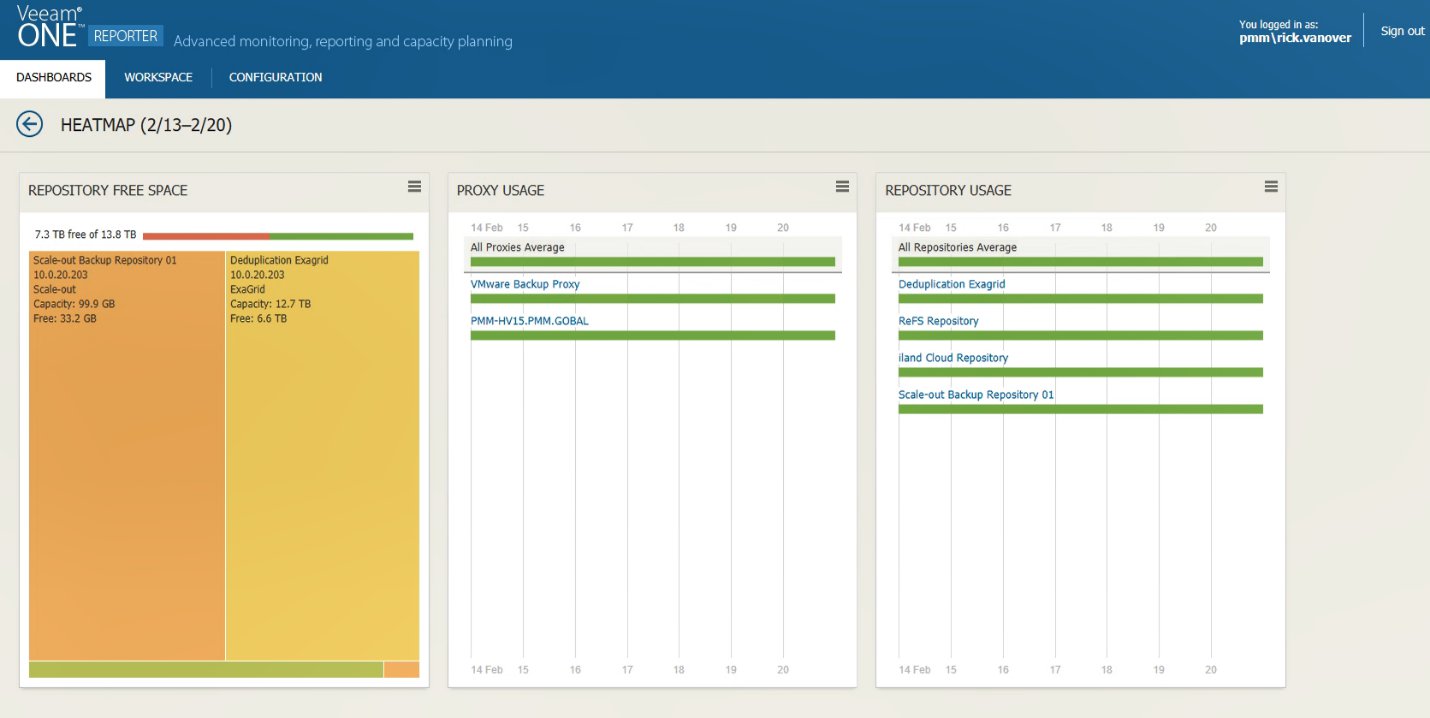 Veeam®
ONE™ REPORTER Advanced monitoring, reporting and capacity planning
You logged in as:
pmm\rick.vanover
Sign out
DASHBOARDS WORKSPACE CONFIGURATION
HEATMAP (2/13–2/20)
REPOSITORY FREE SPACE
7.3 TB free of 13.8 TB
Scale-out Backup Repository 01
10.0.20.203
Scale-out
Capacity: 99.9 GB
Free: 33.2 GB
Deduplication Exagrid
10.0.20.203
ExaGrid
Capacity: 12.7 TB
Free: 6.6 TB
PROXY USAGE
14 Feb 15 16 17 18 19 20
All Proxies Average
VMware Backup Proxy
PMM-HV15.PMM.GOBAL
14 Feb 15 16 17 18 19 20
REPOSITORY USAGE
14 Feb 15 16 17 18 19 20
All Repositories Average
Deduplication Exagrid
ReFS Repository
iland Cloud Repository
Scale-out Backup Repository 01
14 Feb 15 16 17 18 19 20